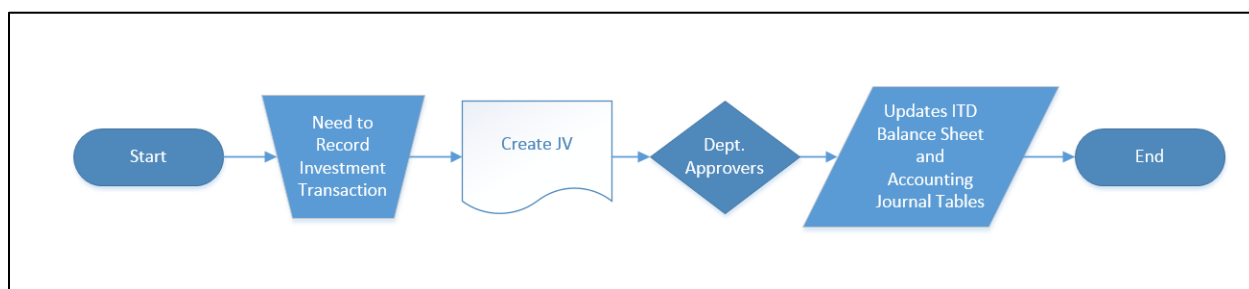 Start
Need to
Record
Investment
Transaction
Create JV
Dept.
Approvers
Updates ITD
Balance Sheet
and
Accounting
Journal Tables
End